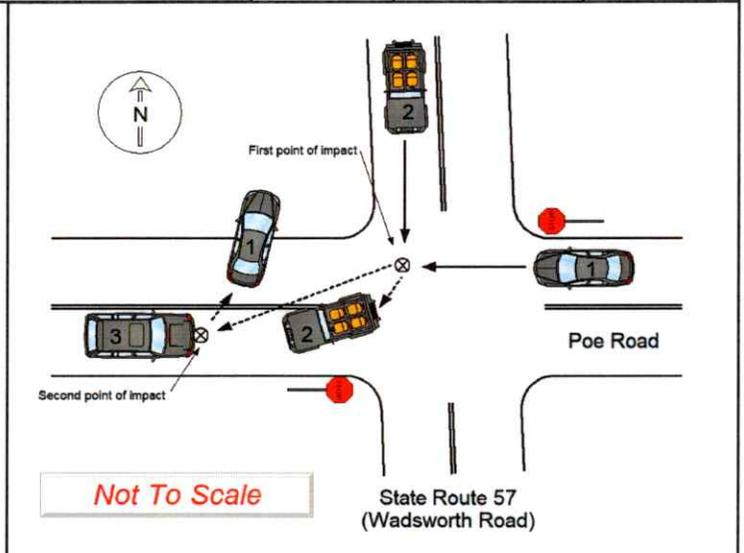 N
2
First point of impact
1
1
2
3
Poe Road
Second point of impact
Not To Scale
State Route 57
(Wadsworth Road)